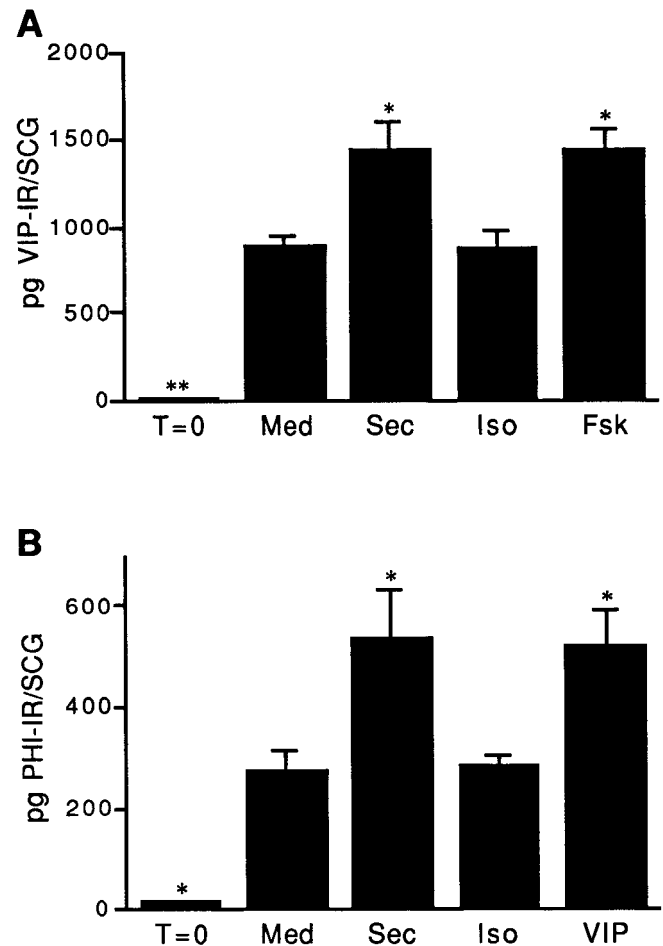 A
pg VIP-IR/SCG
2000
1500
1000
500
0
**
*
*
T=0 Med Sec Iso Fsk
B
pg PHI-IR/SCG
600
400
200
0
*
*
*
T=0 Med Sec Iso VIP